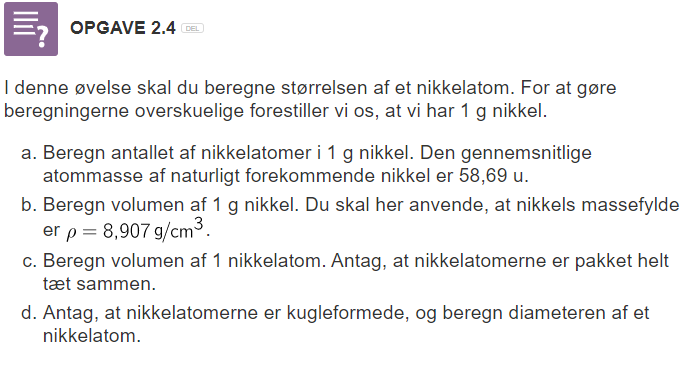 OPGAVE 2.4 DEL
I denne øvelse skal du beregne størrelsen af et nikkelatom. For at gøre
beregningerne overskuelige forestiller vi os, at vi har 1 g nikkel.
a. Beregn antallet af nikkelatomer i 1 g nikkel. Den gennemsnitlige
atommasse af naturligt forekommende nikkel er 58,69 u.
b. Beregn volumen af 1 g nikkel. Du skal her anvende, at nikkels massefylde
er ρ = 8,907 g/cm³.
c. Beregn volumen af 1 nikkelatom. Antag, at nikkelatomerne er pakket helt
tæt sammen.
d. Antag, at nikkelatomerne er kugleformede, og beregn diameteren af et
nikkelatom.